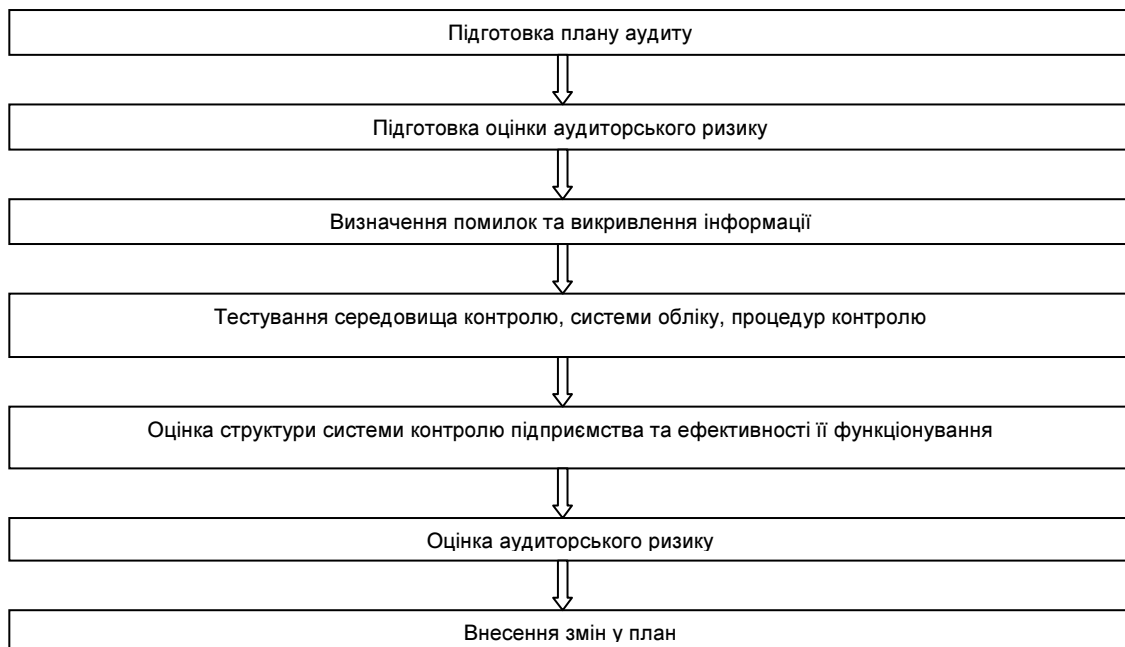 Підготовка плану аудиту
Підготовка оцінки аудиторського ризику
Визначення помилок та викривлення інформації
Тестування середовища контролю, системи обліку, процедур контролю
Оцінка структури системи контролю підприємства та ефективності її функціонування
Оцінка аудиторського ризику
Внесення змін у план